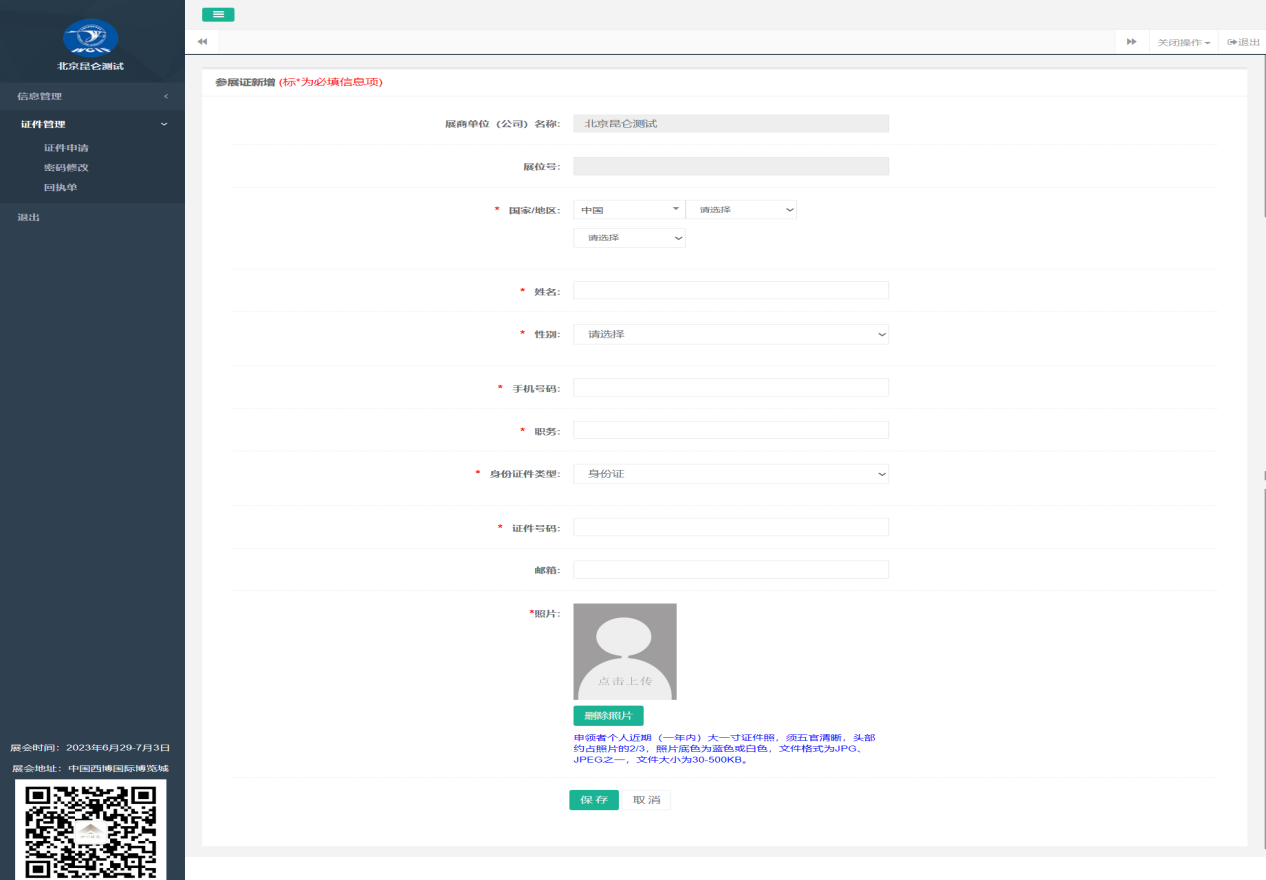 北京昆仑测试
信息管理
证件管理
证件申请
密码修改
回执单
退出
展会时间：2023年6月29-7月3日
展会地址：中国西博国际博览城
关闭操作
退出
参展证新增 (标*为必填信息项)
展商单位（公司）名称: 北京昆仑测试
展位号:
* 国家/地区: 中国 请选择
请选择
* 姓名:
* 性别: 请选择
* 手机号码:
* 职务:
* 身份证件类型: 身份证
* 证件号码:
邮箱:
*照片:
点击上传
删除照片
申领者个人近期（一年内）大一寸证件照，须五官清晰，头部
约占照片的2/3，照片底色为蓝色或白色，文件格式为JPG、
JPEG之一，文件大小为30-500KB。
保存 取消